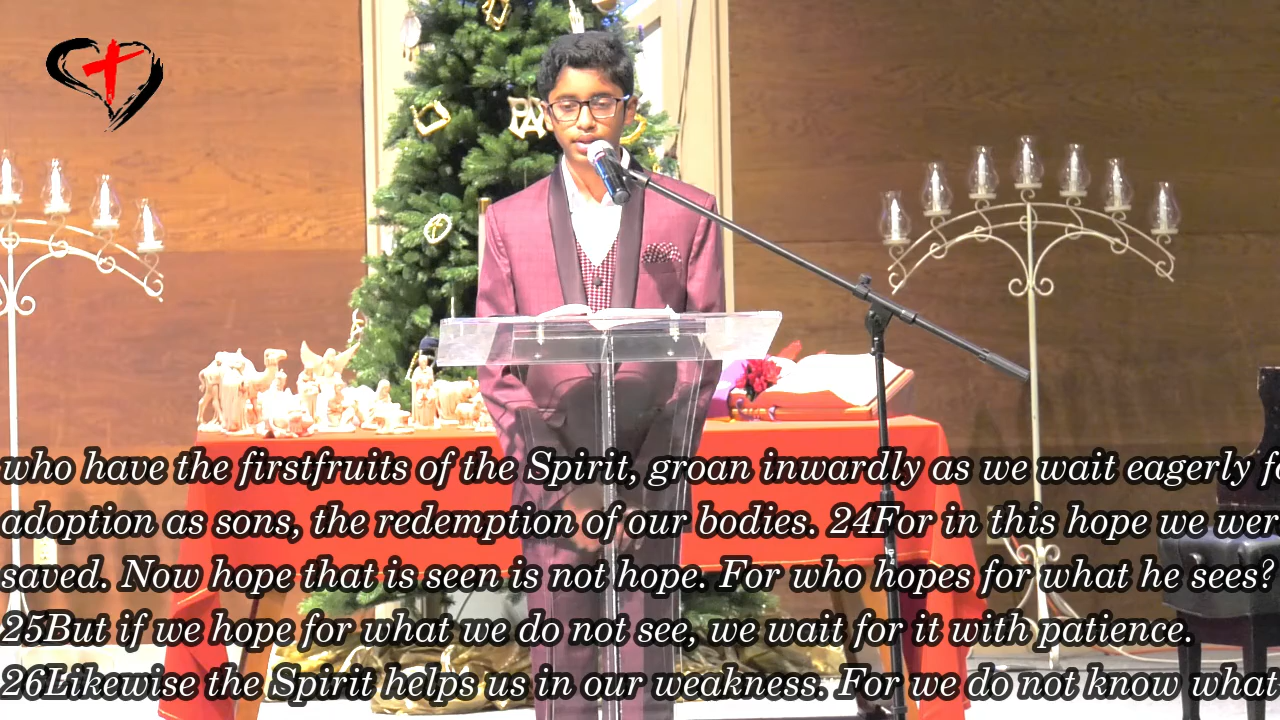 who have the firstfruits of the Spirit, groan inwardly as we wait eagerly
adoption as sons, the redemption of our bodies. 24For in this hope we wer
saved. Now hope that is seen is not hope. For who hopes for what he sees?
25But if we hope for what we do not see, we wait for it with patience.
26Likewise the Spirit helps us in our weakness. For we do not know what